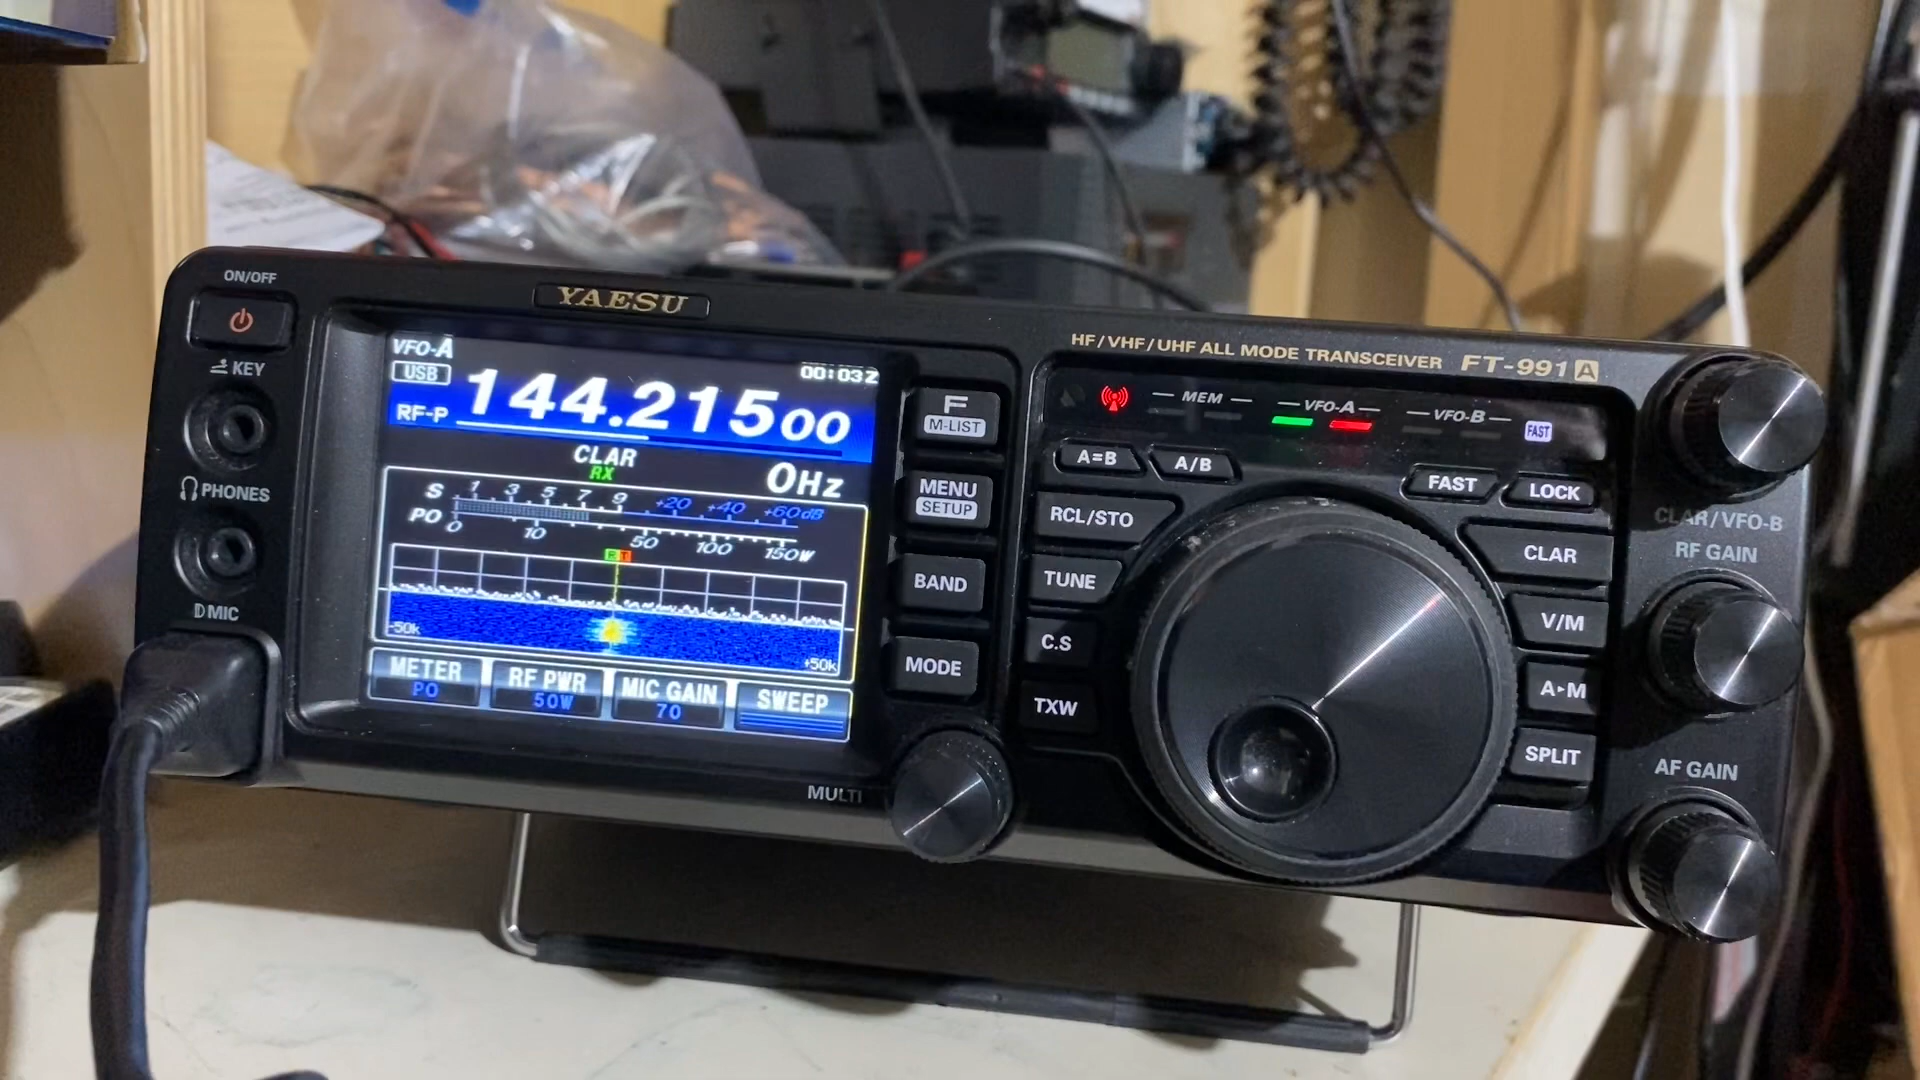 ON/OFF
YAESU
HF/VHF/UHF ALL MODE TRANSCEIVER FT-991A
KEY
PHONES
MIC
VFO-A
USB
00:03Z
144.21500
RF-P
CLAR
RX
0Hz
S 1 3 5 7 9 +20 +40 +60dB
PO 0 10 50 100 150W
R T
-50k
+50k
METER
PO
RF PWR
50W
MIC GAIN
70
SWEEP
F
M-LIST
MENU
SETUP
BAND
MODE
MULTI
MEM
VFO-A
VFO-B
FAST
A=B
A/B
FAST
LOCK
RCL/STO
TUNE
C.S
TXW
CLAR
V/M
A▸M
SPLIT
CLAR/VFO-B
RF GAIN
AF GAIN